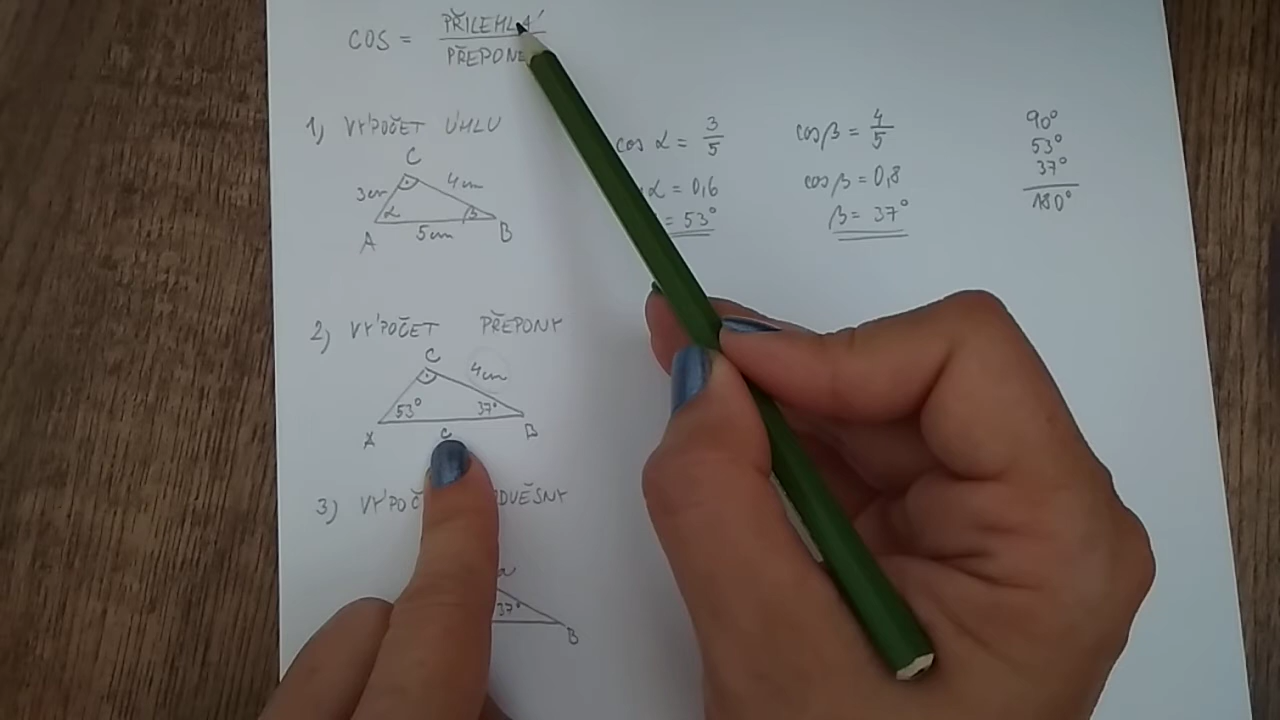 COS = PŘILEHLÁ
PŘEPONA
1) VÝPOČET ÚHLU
C
3cm 4cm
α β
A 5cm B
cos α = 3/5
α = 0,6
= 53°
cos β = 4/5
cos β = 0,8
β = 37°
90°
53°
37°
180°
2) VÝPOČET PŘEPONY
C
4cm
53° 37°
A c B
3)
a
37°
B